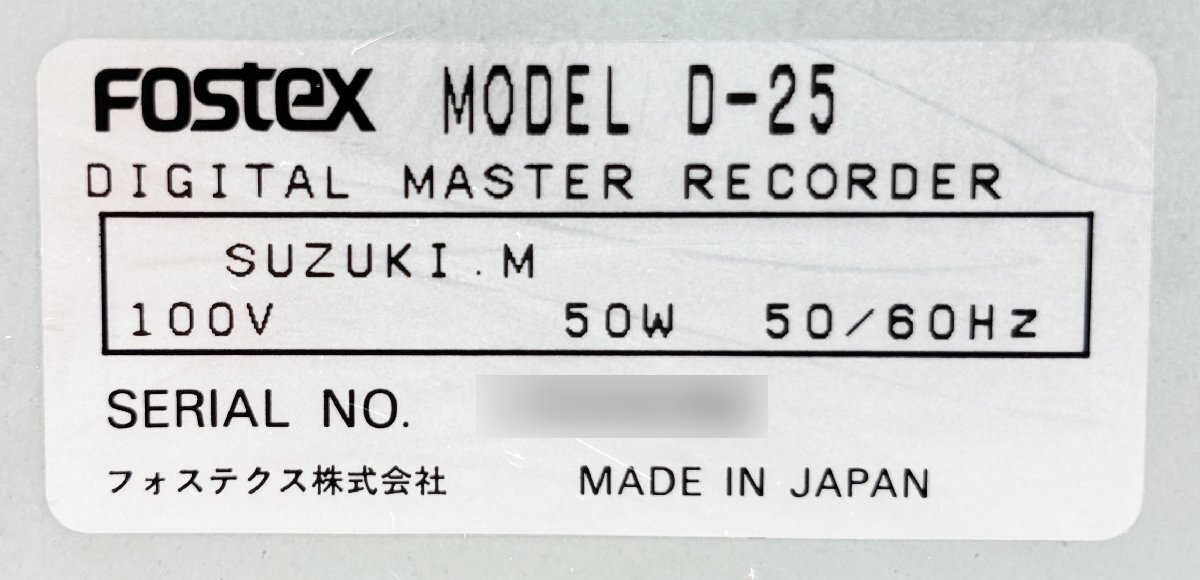 Fostex MODEL D-25
DIGITAL MASTER RECORDER
SUZUKI.M
100V 50W 50/60Hz
SERIAL NO.
フォステクス株式会社 MADE IN JAPAN